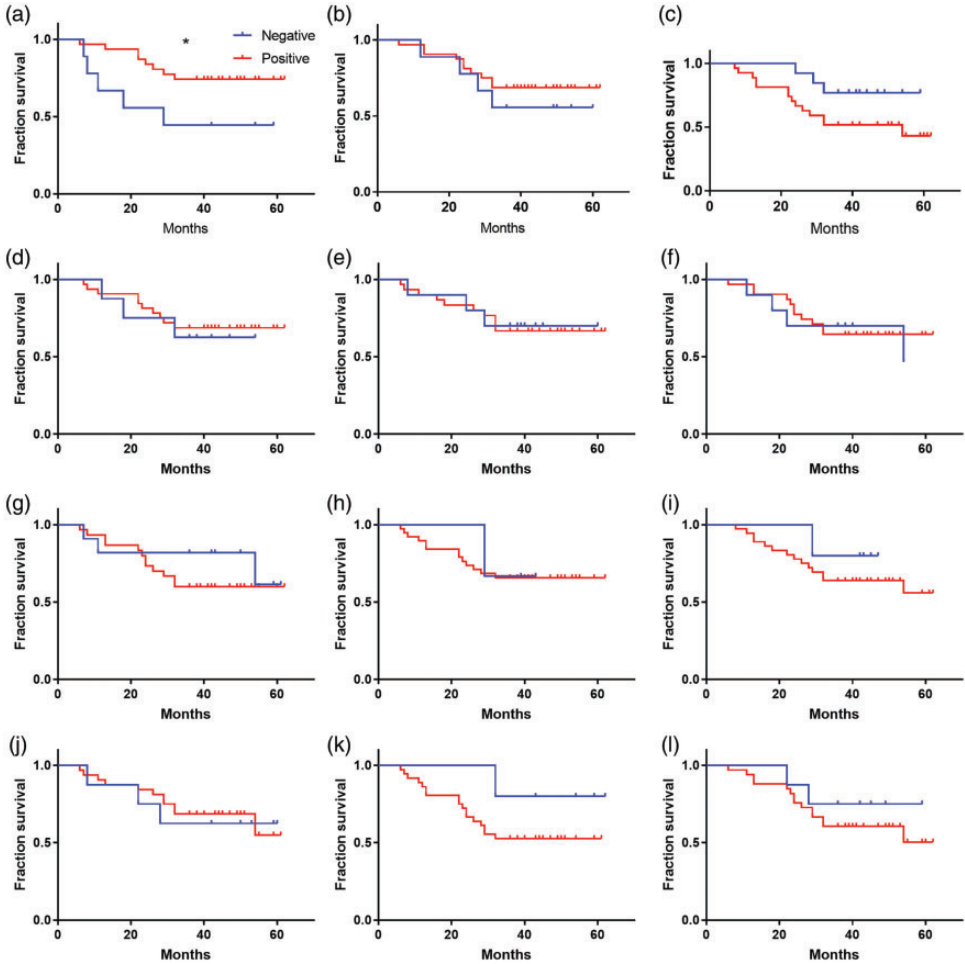 (a)
1.0
0.5
0.0
Fraction survival
*
Negative
Positive
0 20 40 60
Months
(b)
1.0
0.5
0.0
Fraction survival
0 20 40 60
Months
(c)
1.0
0.5
0.0
Fraction survival
0 20 40 60
Months
(d)
1.0
0.5
0.0
Fraction survival
0 20 40 60
Months
(e)
1.0
0.5
0.0
Fraction survival
0 20 40 60
Months
(f)
1.0
0.5
0.0
Fraction survival
0 20 40 60
Months
(g)
1.0
0.5
0.0
Fraction survival
0 20 40 60
Months
(h)
1.0
0.5
0.0
Fraction survival
0 20 40 60
Months
(i)
1.0
0.5
0.0
Fraction survival
0 20 40 60
Months
(j)
1.0
0.5
0.0
Fraction survival
0 20 40 60
Months
(k)
1.0
0.5
0.0
Fraction survival
0 20 40 60
Months
(l)
1.0
0.5
0.0
Fraction survival
0 20 40 60
Months